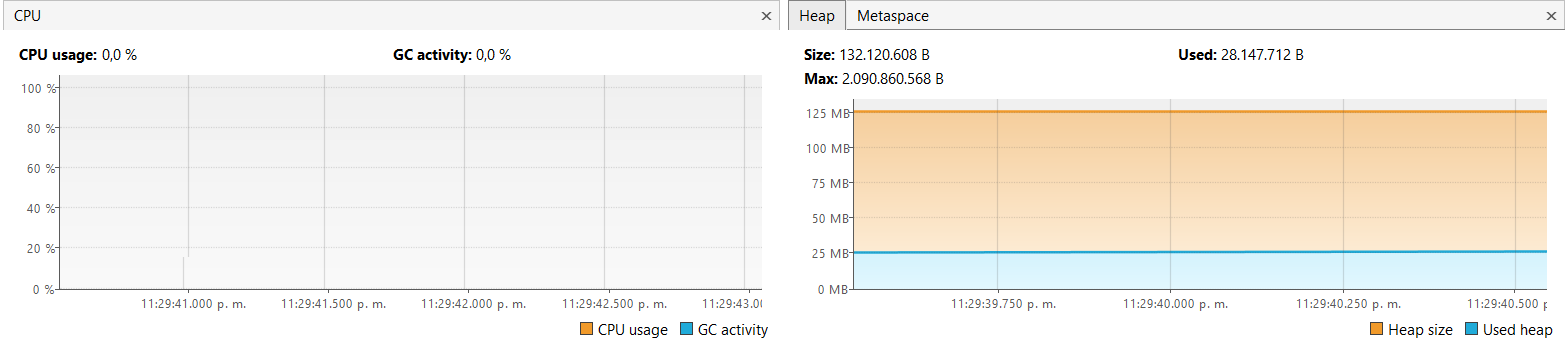 CPU
CPU usage: 0,0 %
GC activity: 0,0 %
100 %
80 %
60 %
40 %
20 %
0 %
11:29:41.000 p. m.
11:29:41.500 p. m.
11:29:42.000 p. m.
11:29:42.500 p. m.
11:29:43.0
CPU usage
GC activity
Heap
Metaspace
Size: 132.120.608 B
Used: 28.147.712 B
Max: 2.090.860.568 B
125 MB
100 MB
75 MB
50 MB
25 MB
0 MB
11:29:39.750 p. m.
11:29:40.000 p. m.
11:29:40.250 p. m.
11:29:40.500 p
Heap size
Used heap